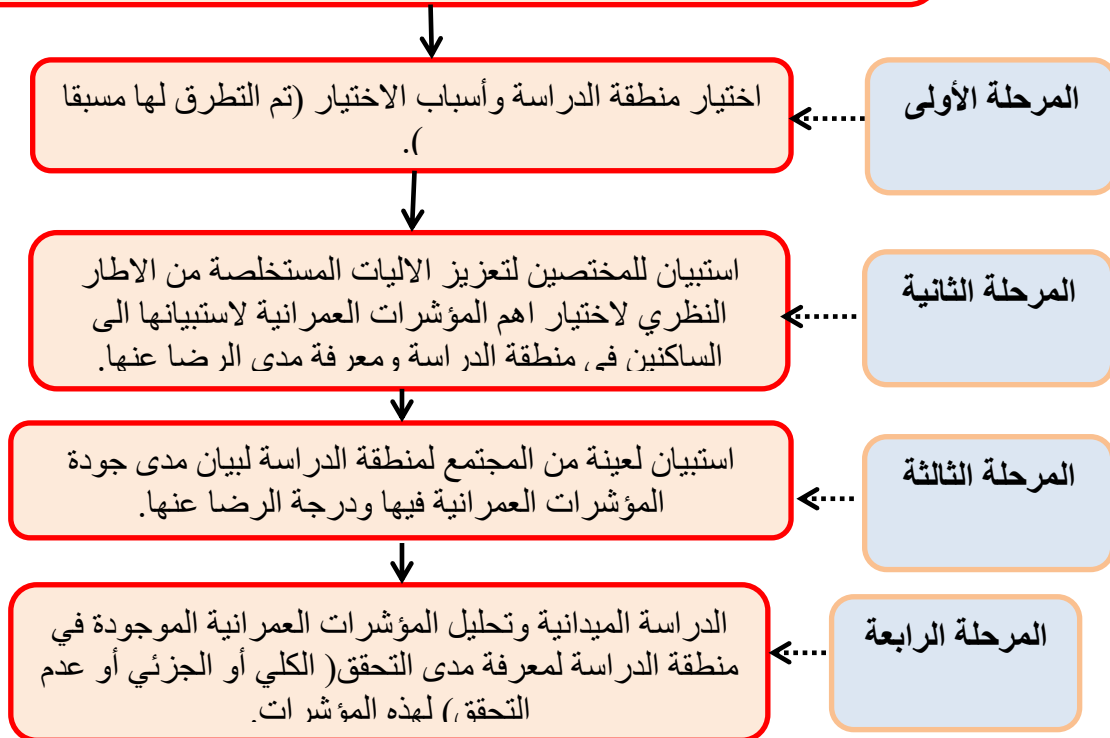 المرحلة الأولى
اختيار منطقة الدراسة وأسباب الاختيار (تم التطرق لها مسبقا
).
المرحلة الثانية
استبيان للمختصين لتعزيز الاليات المستخلصة من الاطار
النظري لاختيار اهم المؤشرات العمرانية لاستبيانها الى
الساكنين في منطقة الدراسة ومعرفة مدى الرضا عنها.
المرحلة الثالثة
استبيان لعينة من المجتمع لمنطقة الدراسة لبيان مدى جودة
المؤشرات العمرانية فيها ودرجة الرضا عنها.
المرحلة الرابعة
الدراسة الميدانية وتحليل المؤشرات العمرانية الموجودة في
منطقة الدراسة لمعرفة مدى التحقق( الكلي أو الجزئي أو عدم
التحقق) لهذه المؤشرات.